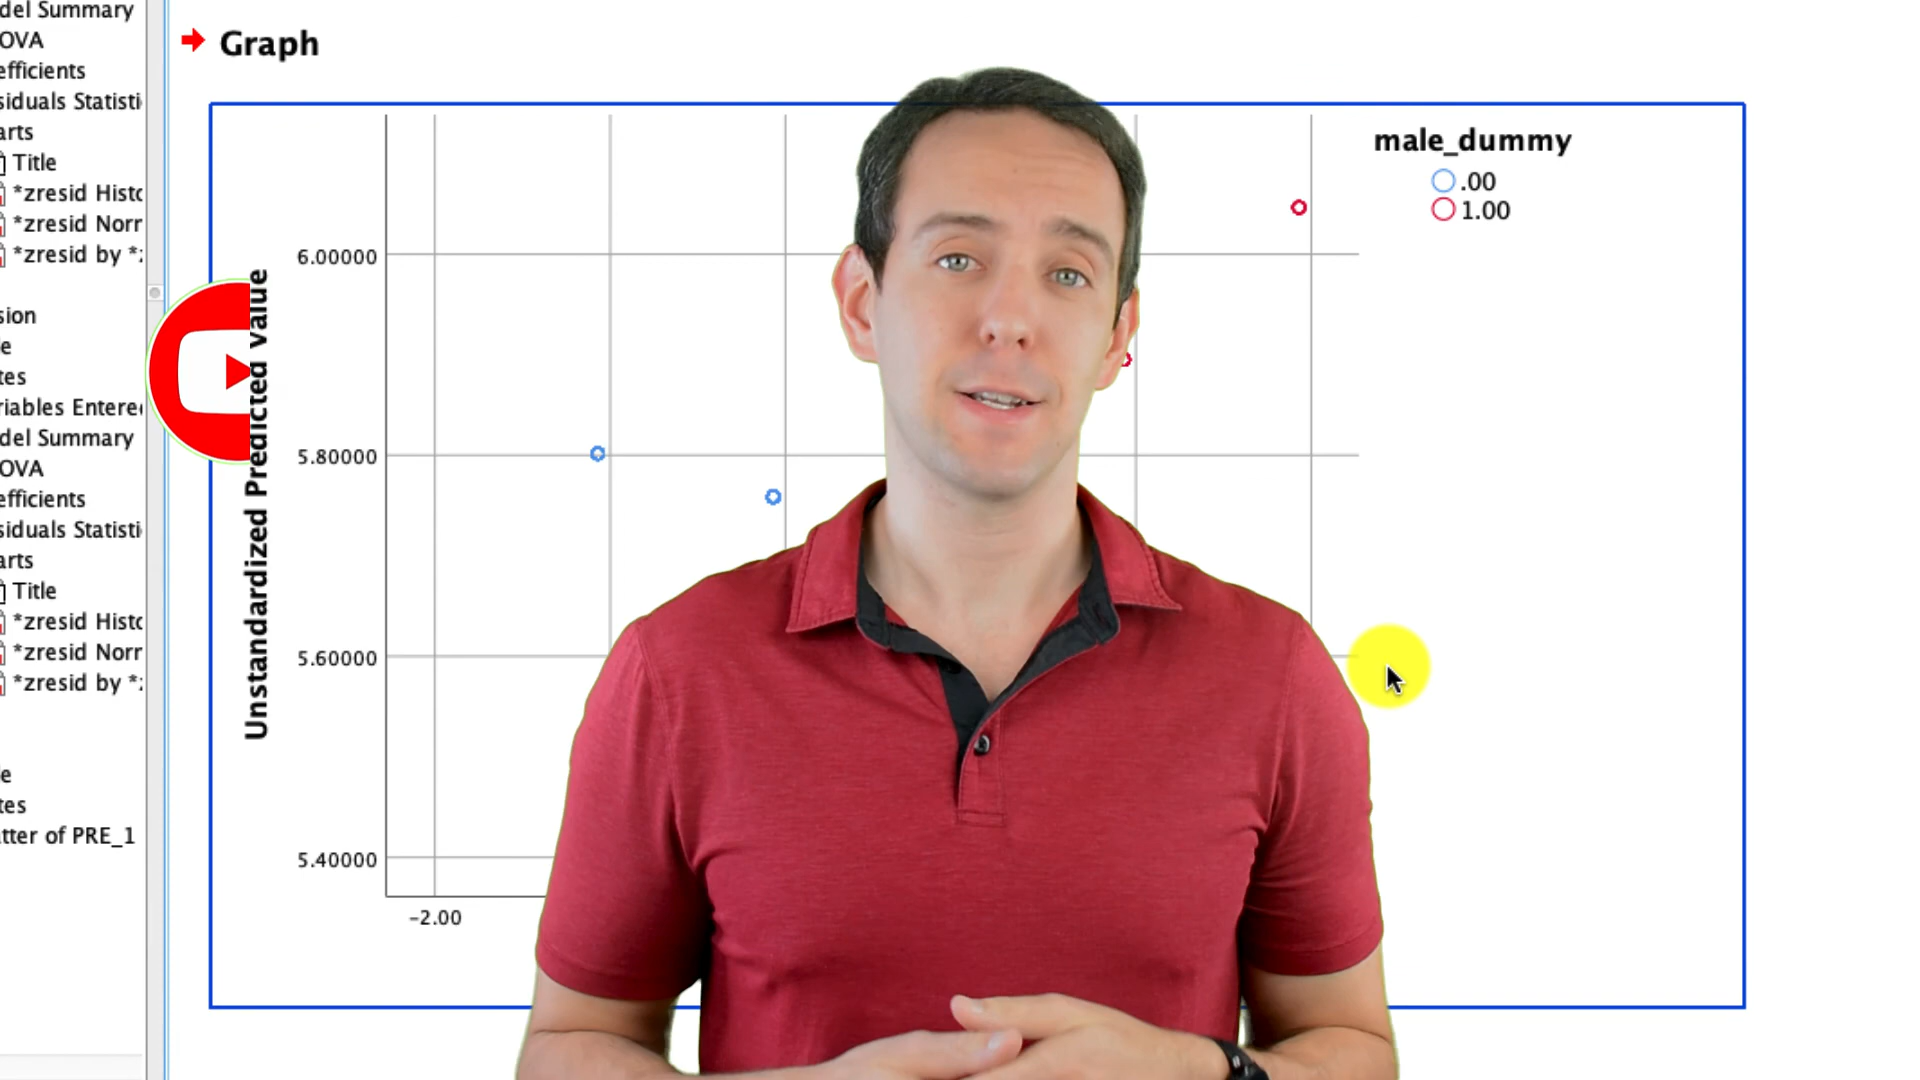 del Summary
OVA
efficients
siduals Statisti
arts
Title
*zresid Histo
*zresid Norr
*zresid by *:
sion
e
tes
riables Entere
del Summary
OVA
efficients
siduals Statisti
arts
Title
*zresid Histo
*zresid Norr
*zresid by *:
e
tes
tter of PRE_1
Graph
Unstandardized Predicted Value
6.00000
5.80000
5.60000
5.40000
-2.00
male_dummy
.00
1.00